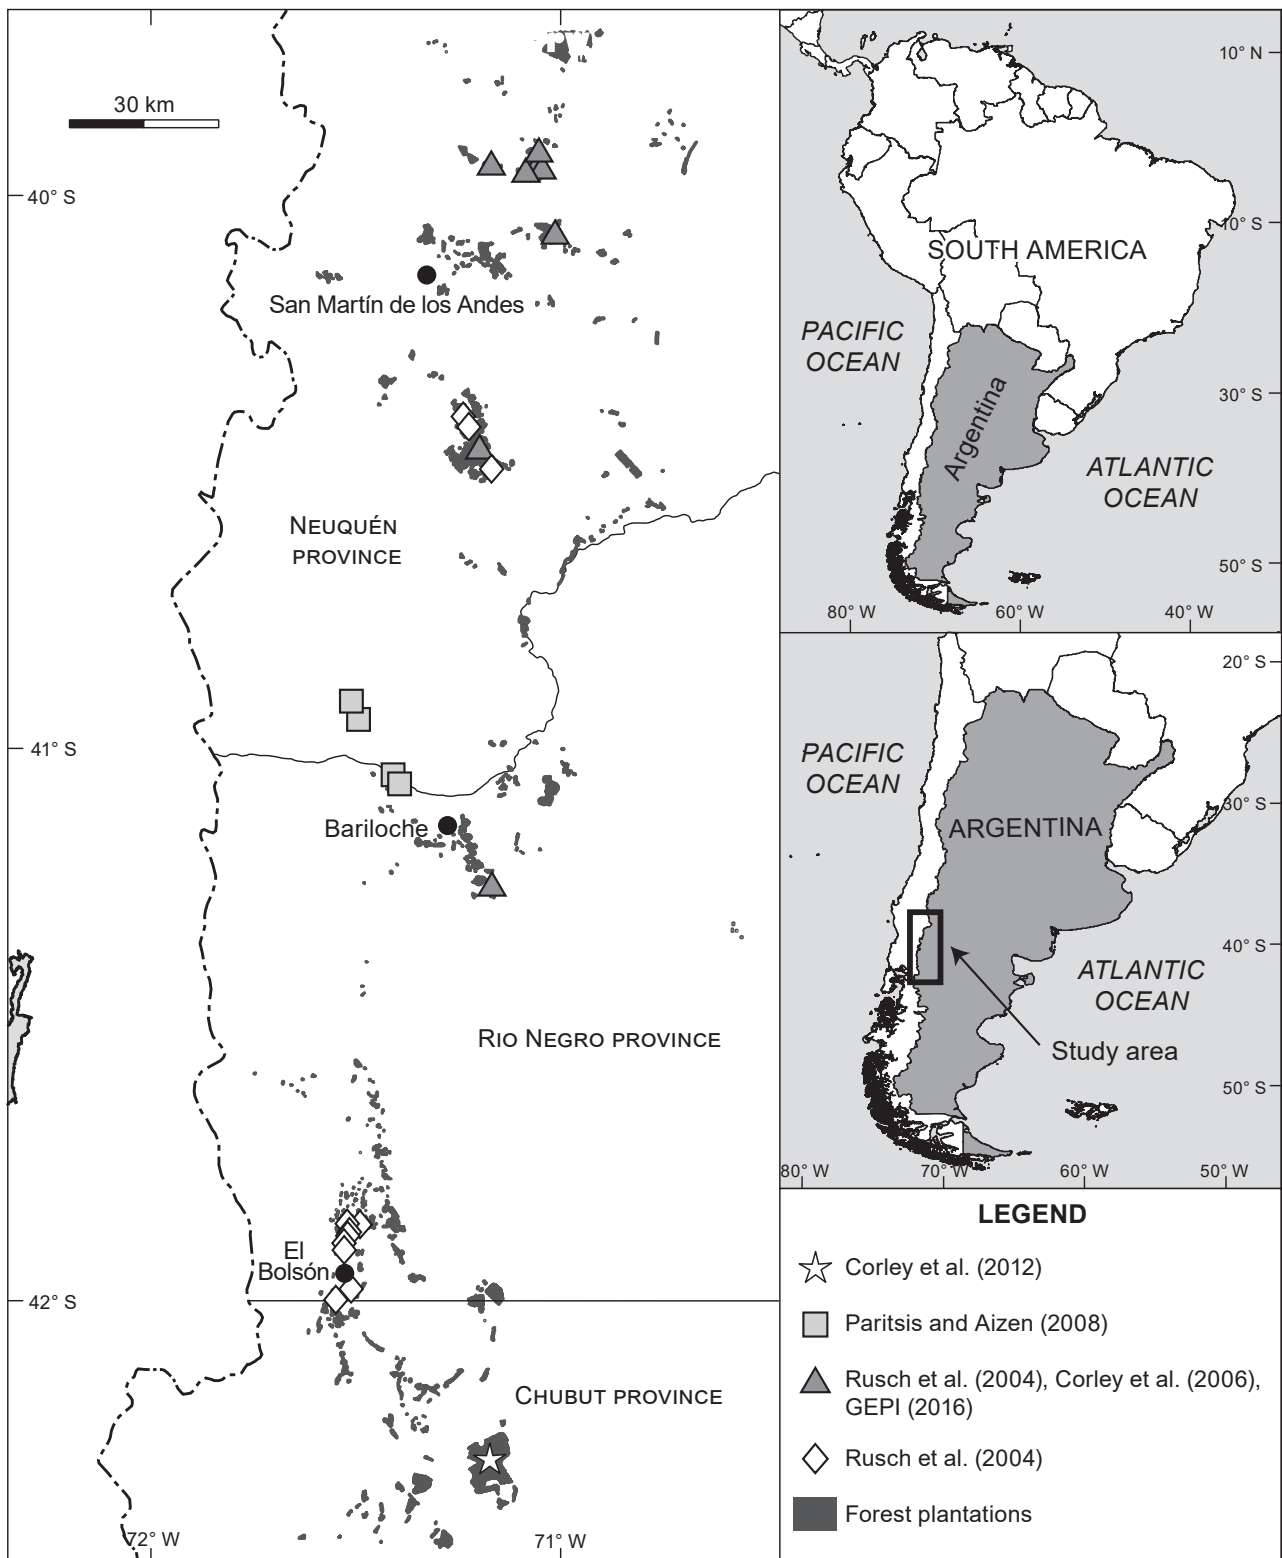 30 km
40° S
San Martín de los Andes
NEUQUÉN
PROVINCE
41° S
Bariloche
RIO NEGRO PROVINCE
El
Bolsón
42° S
CHUBUT PROVINCE
72° W
71° W
10° N
10° S
SOUTH AMERICA
PACIFIC
OCEAN
30° S
Argentina
ATLANTIC
OCEAN
50° S
80° W
60° W
40° W
20° S
PACIFIC
OCEAN
30° S
ARGENTINA
40° S
ATLANTIC
OCEAN
Study area
50° S
80° W
70° W
60° W
50° W
LEGEND
Corley et al. (2012)
Paritsis and Aizen (2008)
Rusch et al. (2004), Corley et al. (2006),
GEPI (2016)
Rusch et al. (2004)
Forest plantations